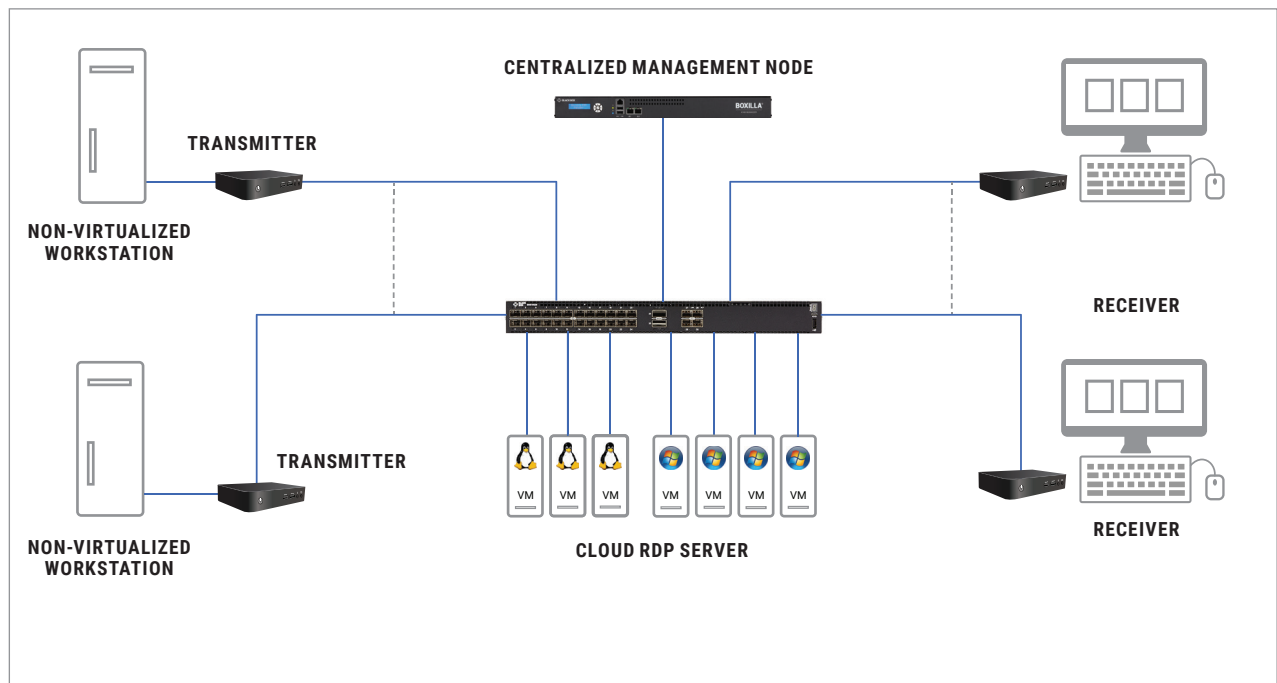 CENTRALIZED MANAGEMENT NODE
BOXILLA
TRANSMITTER
NON-VIRTUALIZED
WORKSTATION
RECEIVER
TRANSMITTER
VM
VM
VM
VM
VM
VM
VM
RECEIVER
NON-VIRTUALIZED
WORKSTATION
CLOUD RDP SERVER